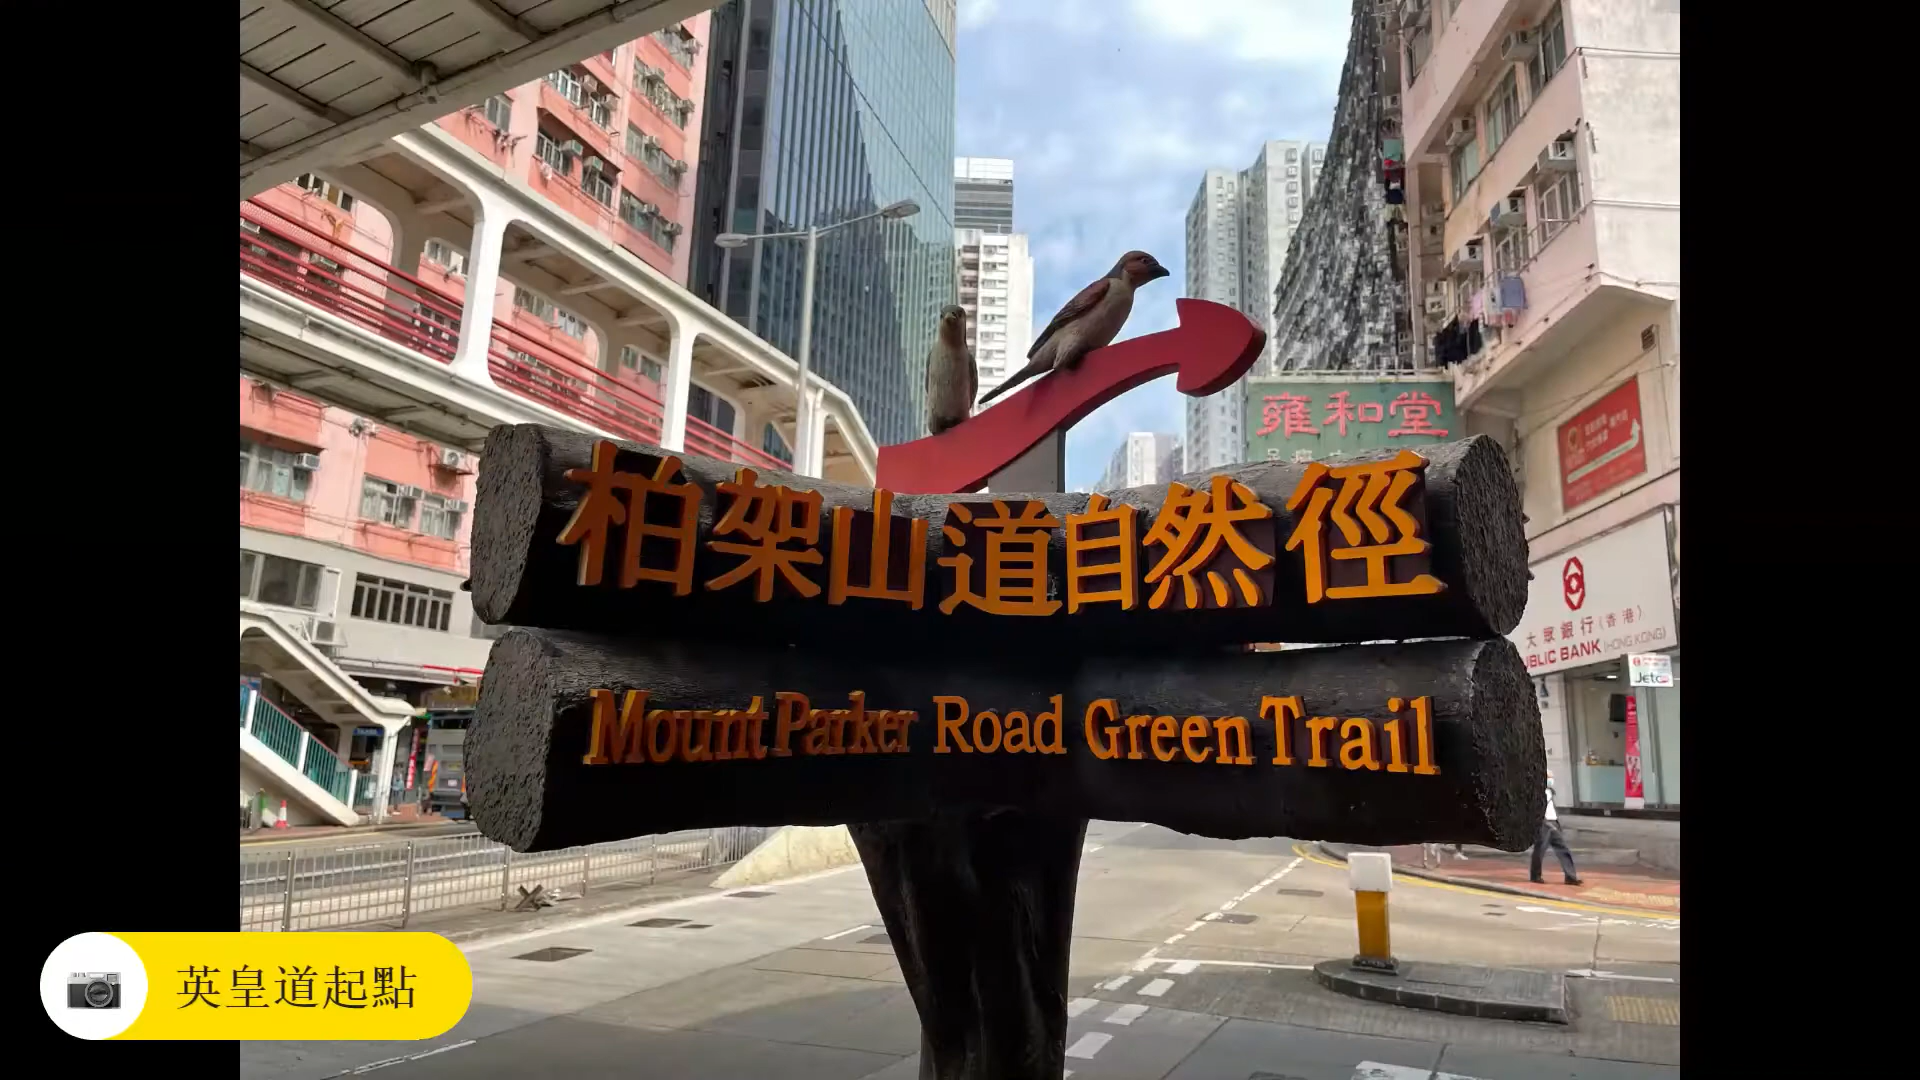 雍和堂
柏架山道自然徑
Mount Parker Road Green Trail
大眾銀行(香港)
UBLIC BANK (HONG KONG)
Jetco
英皇道起點